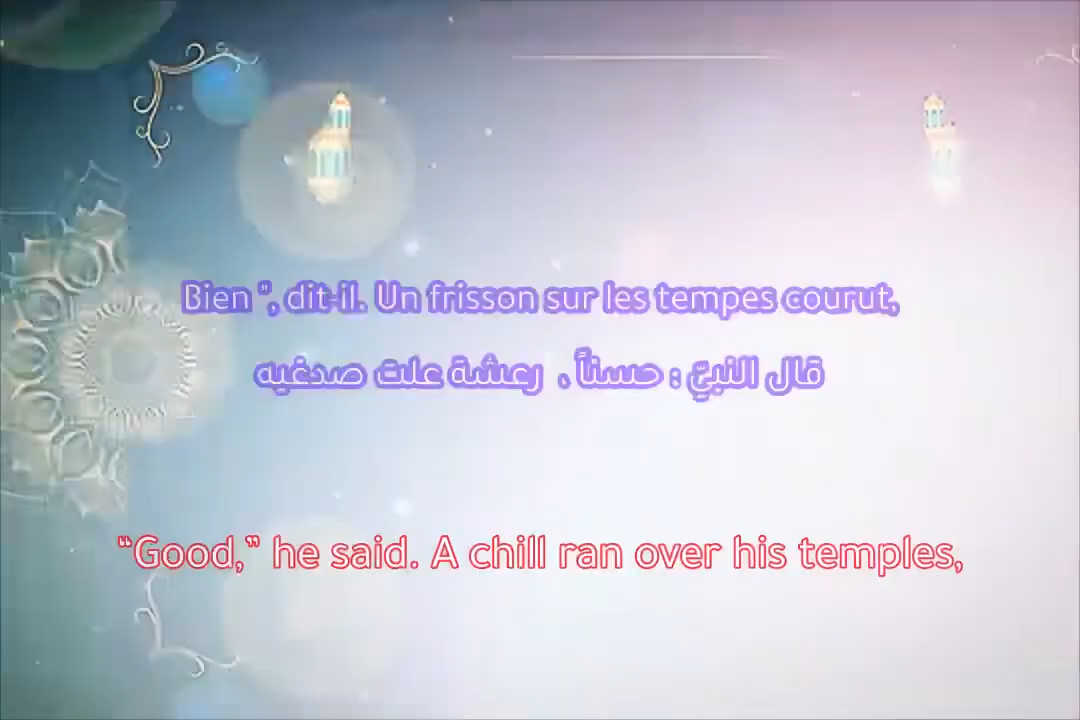 Bien ", dit-il. Un frisson sur les tempes courut,
قال النبيّ : حسناً . رعشة علت صدغيه
“Good,” he said. A chill ran over his temples,